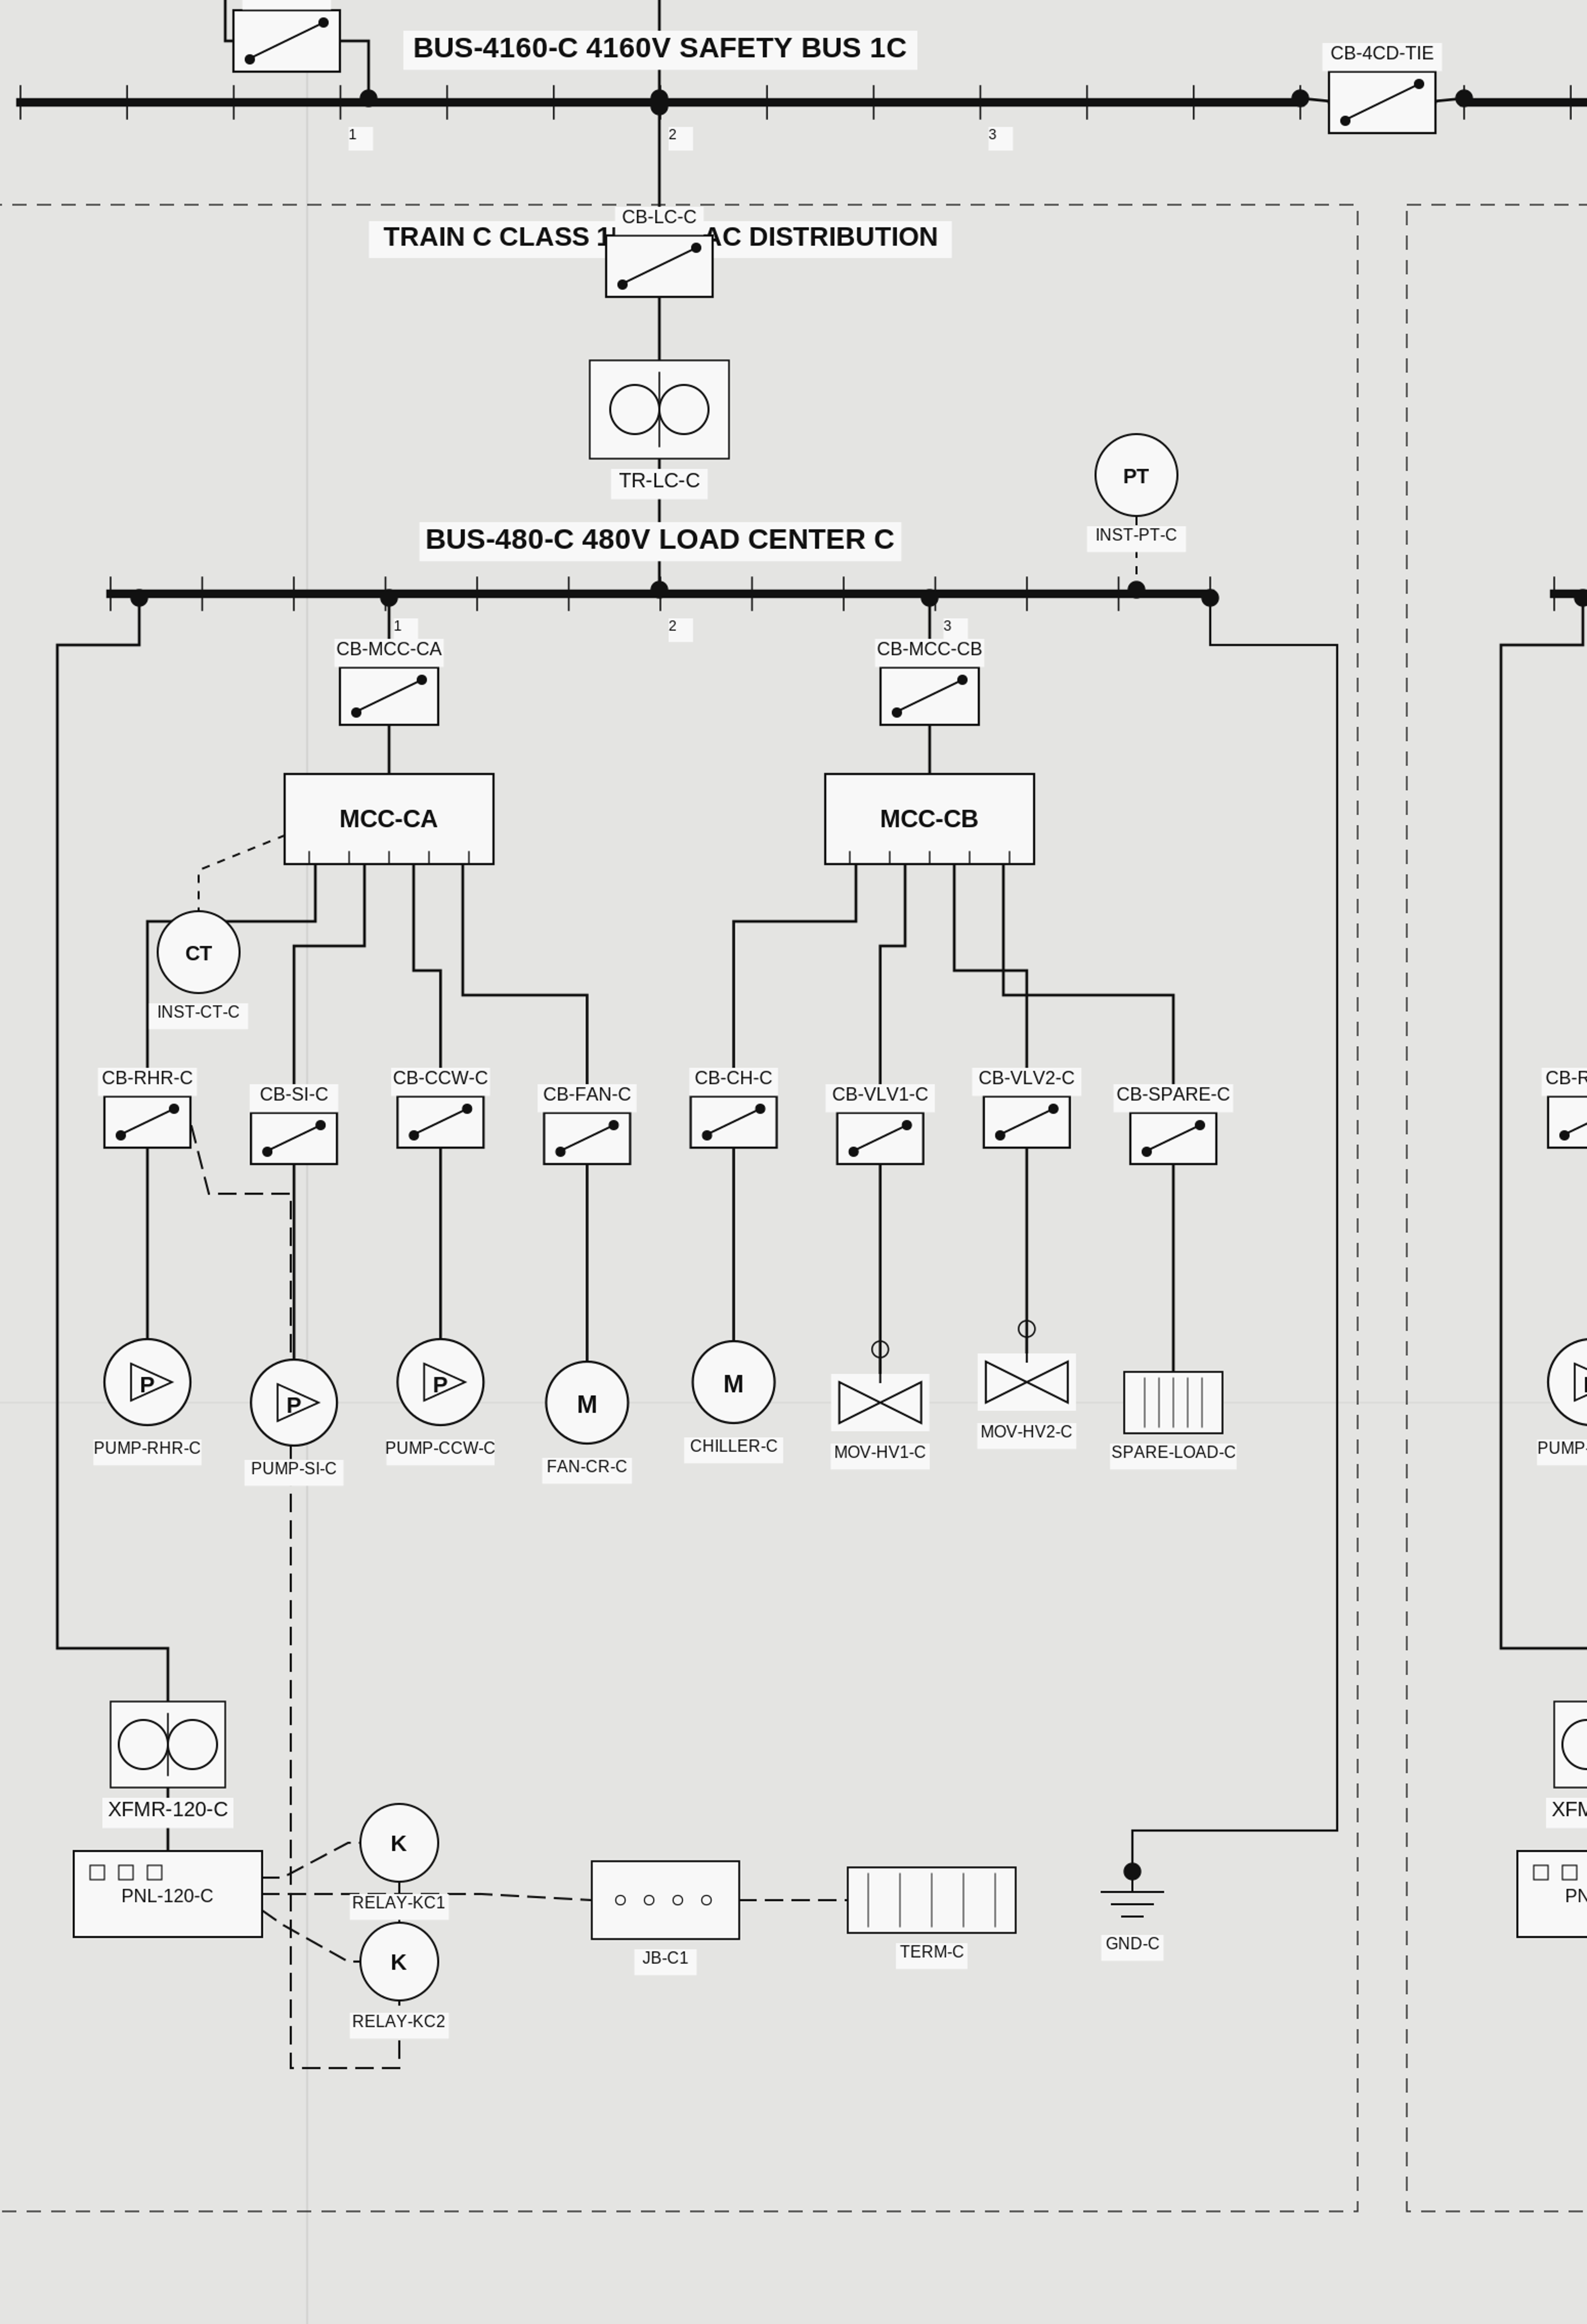 BUS-4160-C 4160V SAFETY BUS 1C
CB-4CD-TIE
1
2
3
CB-LC-C
TRAIN C CLASS 1 AC DISTRIBUTION
TR-LC-C
PT
INST-PT-C
BUS-480-C 480V LOAD CENTER C
1
2
3
CB-MCC-CA
CB-MCC-CB
MCC-CA
MCC-CB
CT
INST-CT-C
CB-RHR-C
CB-SI-C
CB-CCW-C
CB-FAN-C
CB-CH-C
CB-VLV1-C
CB-VLV2-C
CB-SPARE-C
P
P
P
M
M
PUMP-RHR-C
PUMP-SI-C
PUMP-CCW-C
FAN-CR-C
CHILLER-C
MOV-HV1-C
MOV-HV2-C
SPARE-LOAD-C
XFMR-120-C
K
PNL-120-C
RELAY-KC1
K
RELAY-KC2
JB-C1
TERM-C
GND-C